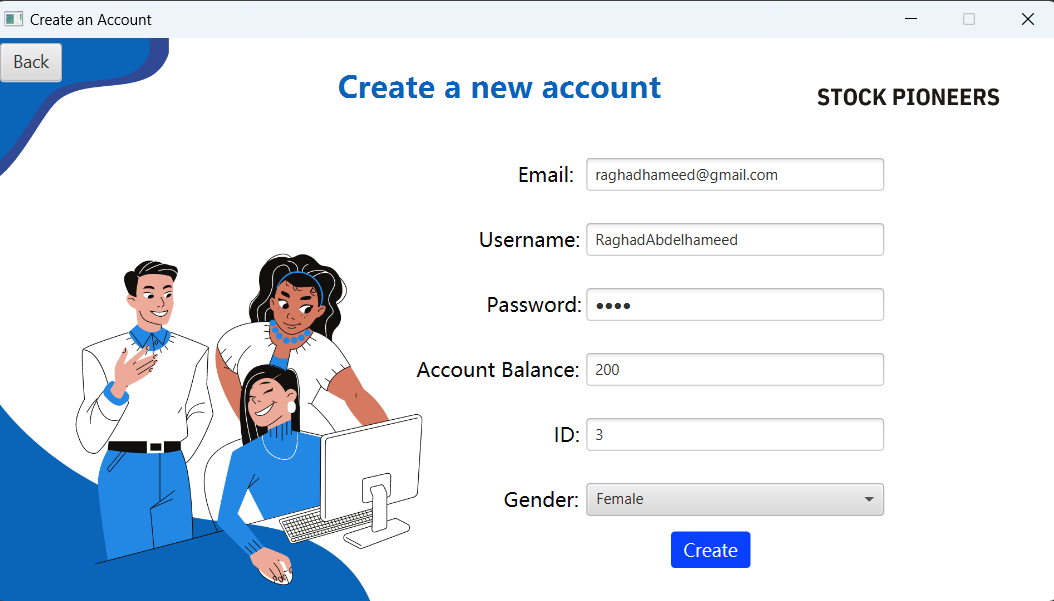 Create an Account
Back
Create a new account
STOCK PIONEERS
Email: raghadhameed@gmail.com
Username: RaghadAbdelhameed
Password: ●●●●
Account Balance: 200
ID: 3
Gender: Female
Create